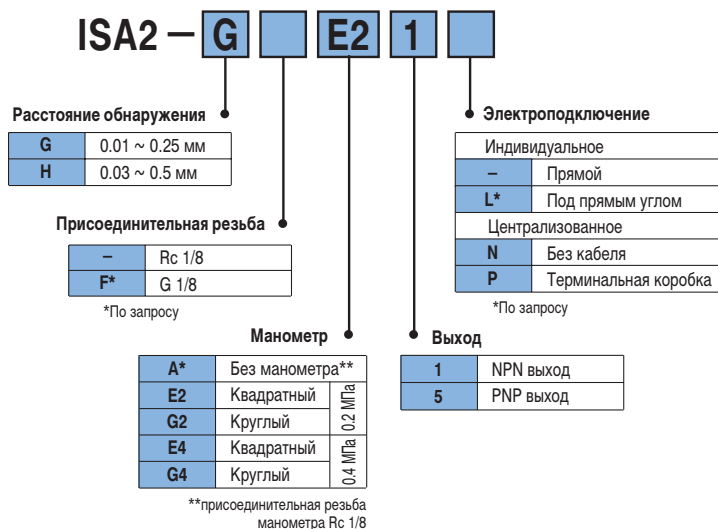 ISA2 – G E2 1
Расстояние обнаружения
G 0.01 ~ 0.25 мм
H 0.03 ~ 0.5 мм
Присоединительная резьба
– Rc 1/8
F* G 1/8
*По запросу
Манометр
A* Без манометра**
E2 Квадратный
G2 Круглый
0.2 МПа
E4 Квадратный
G4 Круглый
0.4 МПа
**присоединительная резьба
манометра Rc 1/8
Выход
1 NPN выход
5 PNP выход
Электроподключение
Индивидуальное
– Прямой
L* Под прямым углом
Централизованное
N Без кабеля
P Терминальная коробка
*По запросу